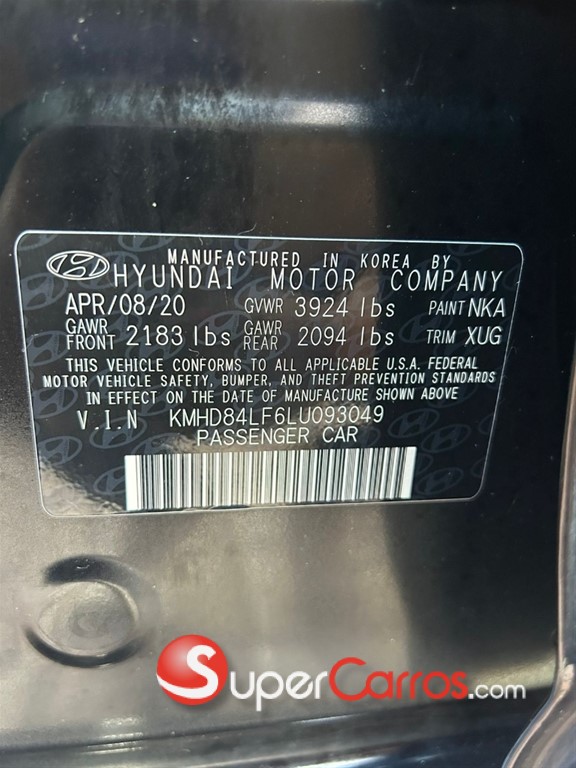 MANUFACTURED IN KOREA BY
HYUNDAI MOTOR COMPANY
APR/08/20 GVWR 3924 lbs PAINT NKA
GAWR FRONT 2183 lbs GAWR REAR 2094 lbs TRIM XUG
THIS VEHICLE CONFORMS TO ALL APPLICABLE U.S.A. FEDERAL
MOTOR VEHICLE SAFETY, BUMPER, AND THEFT PREVENTION STANDARDS
IN EFFECT ON THE DATE OF MANUFACTURE SHOWN ABOVE
V.I.N KMHD84LF6LU093049
PASSENGER CAR
SuperCarros.com